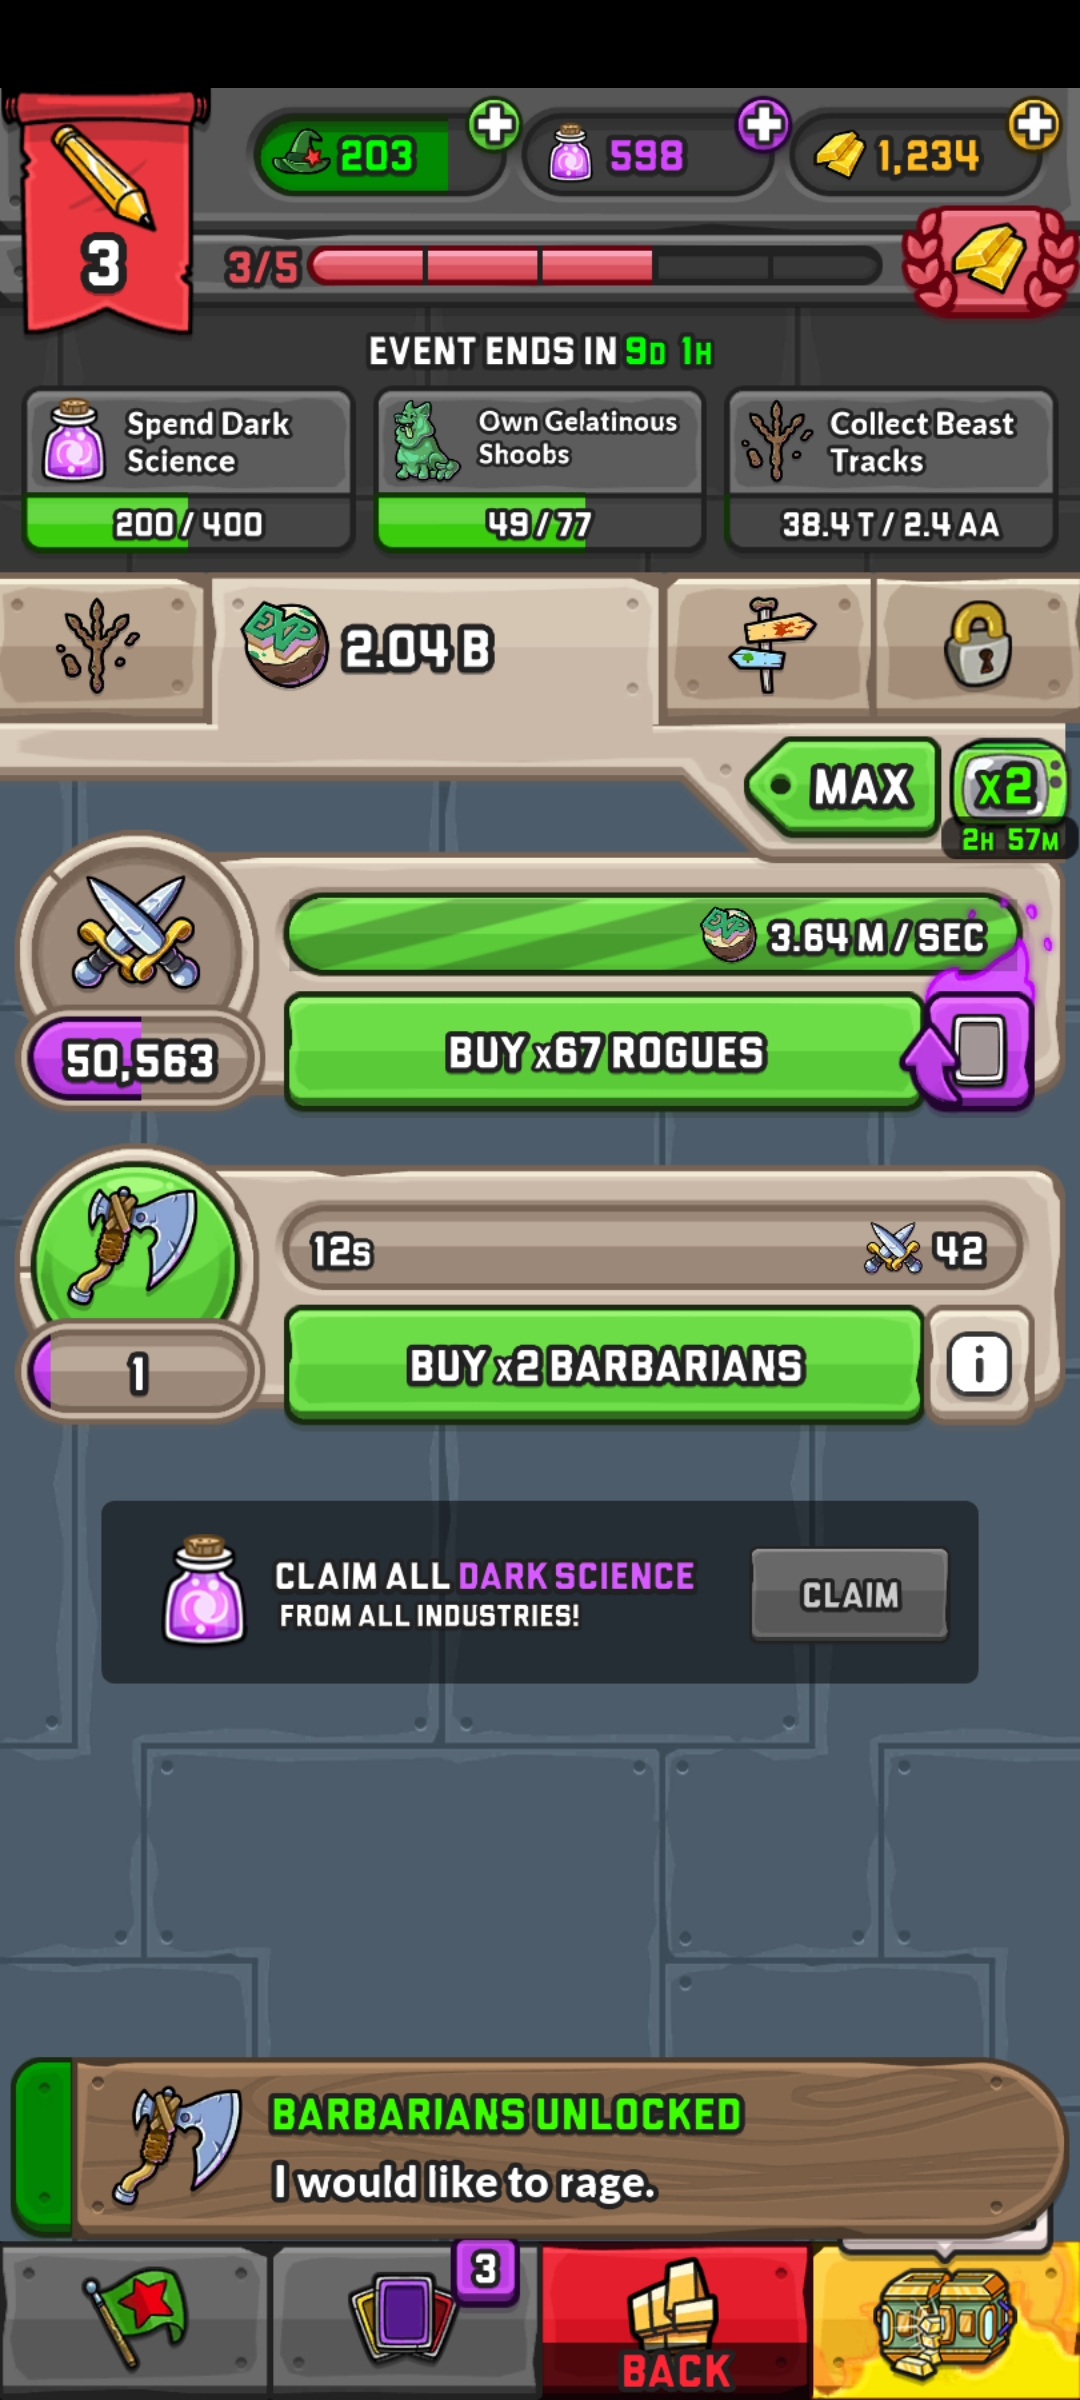 203
598
1,234
3
3/5
EVENT ENDS IN 9D 1H
Spend Dark
Science
200 / 400
Own Gelatinous
Shoobs
49 / 77
Collect Beast
Tracks
38.4 T / 2.4 AA
EXP
2.04 B
MAX
x2
2H 57M
EXP
3.64 M / SEC
50,563
BUY x67 ROGUES
12s
42
1
BUY x2 BARBARIANS
i
CLAIM ALL DARK SCIENCE
FROM ALL INDUSTRIES!
CLAIM
BARBARIANS UNLOCKED
I would like to rage.
3
BACK